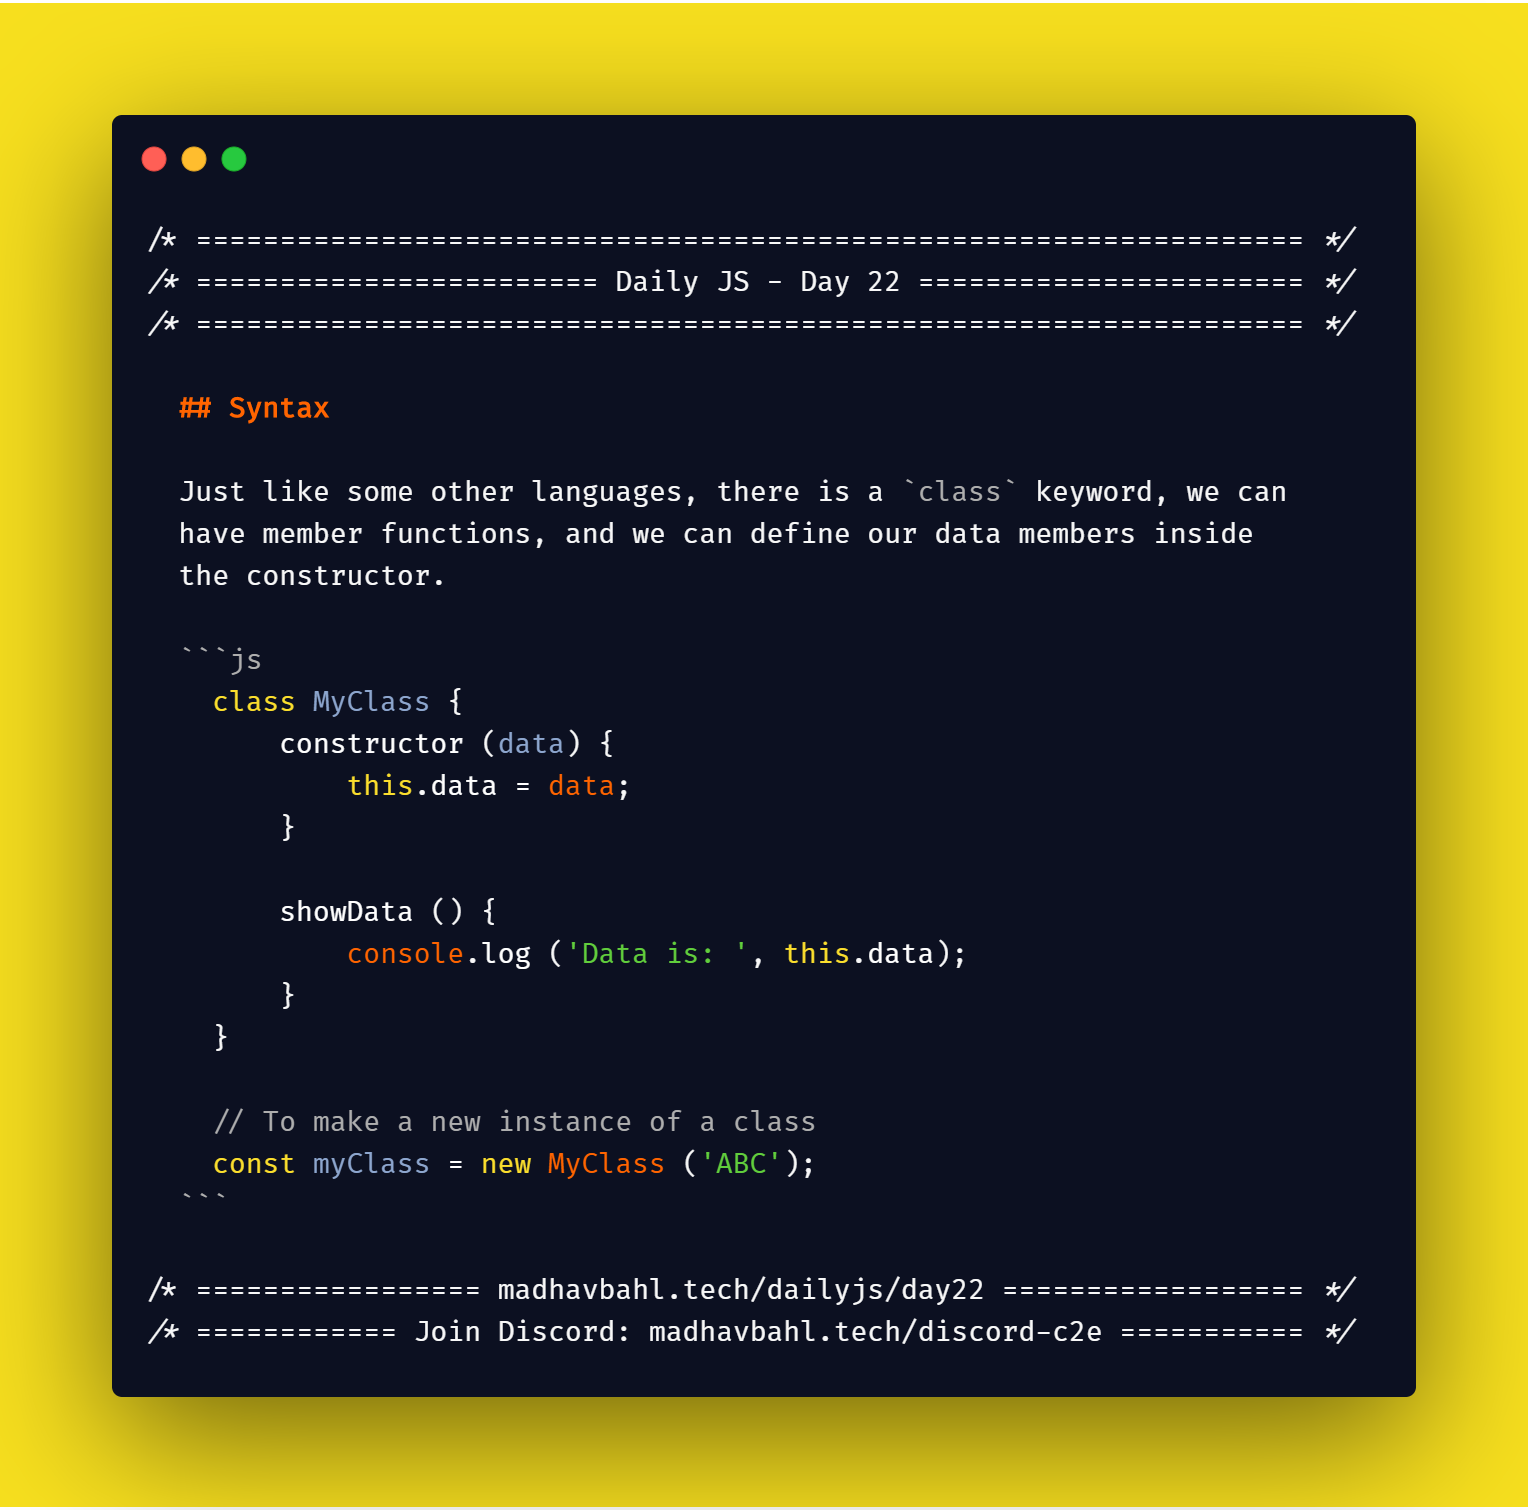 /* ================================================================== */
/* ======================== Daily JS - Day 22 ======================= */
/* ================================================================== */
## Syntax
Just like some other languages, there is a `class` keyword, we can
have member functions, and we can define our data members inside
the constructor.
```js
  class MyClass {
      constructor (data) {
          this.data = data;
      }
      showData () {
          console.log ('Data is: ', this.data);
      }
  }
  // To make a new instance of a class
  const myClass = new MyClass ('ABC');
```
/* ================= madhavbahl.tech/dailyjs/day22 ================== */
/* ============ Join Discord: madhavbahl.tech/discord-c2e =========== */